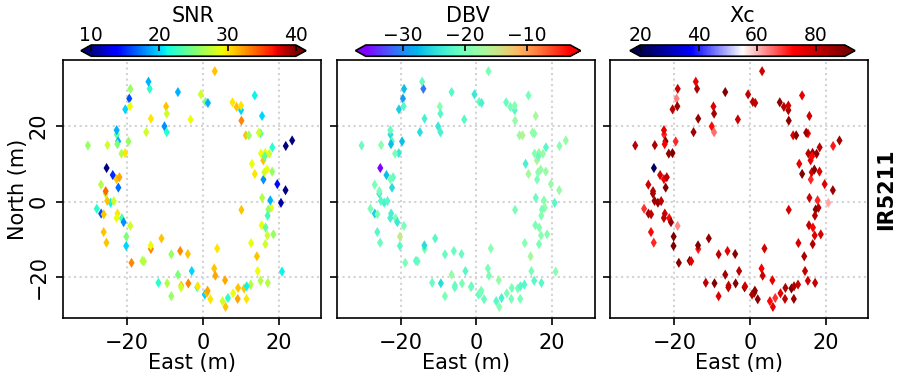 SNR DBV Xc
10 20 30 40 −30 −20 −10 20 40 60 80
20
0
−20
North (m)
IR5211
−20 0 20 −20 0 20 −20 0 20
East (m) East (m) East (m)